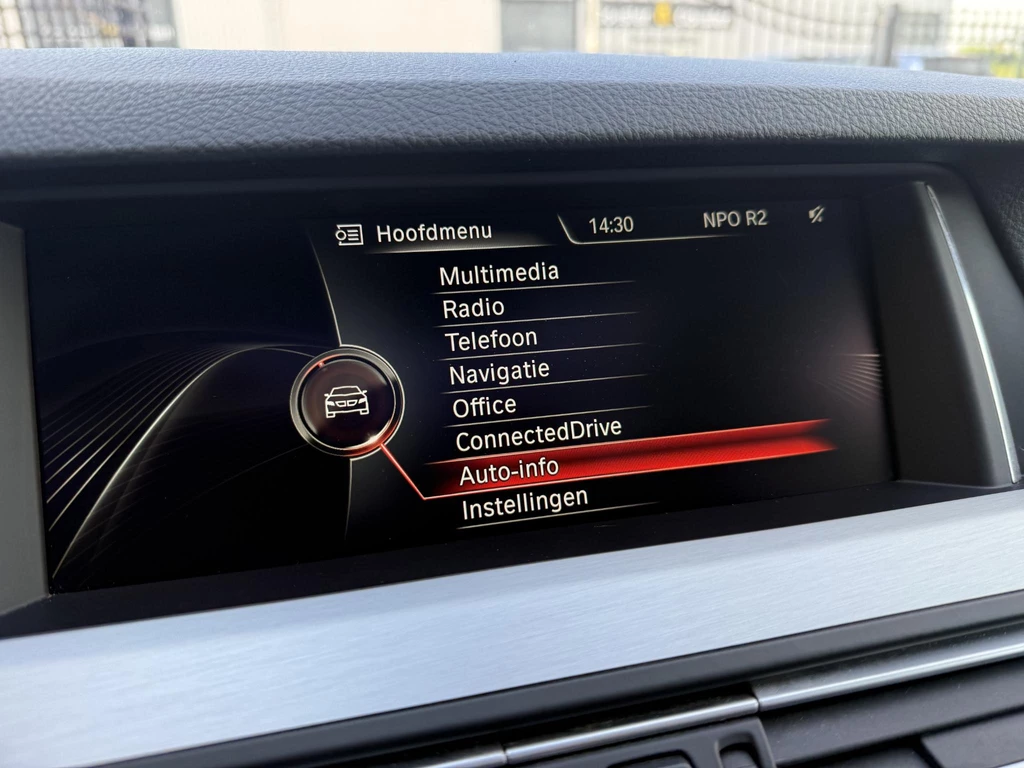 Hoofdmenu 14:30 NPO R2
Multimedia
Radio
Telefoon
Navigatie
Office
ConnectedDrive
Auto-info
Instellingen